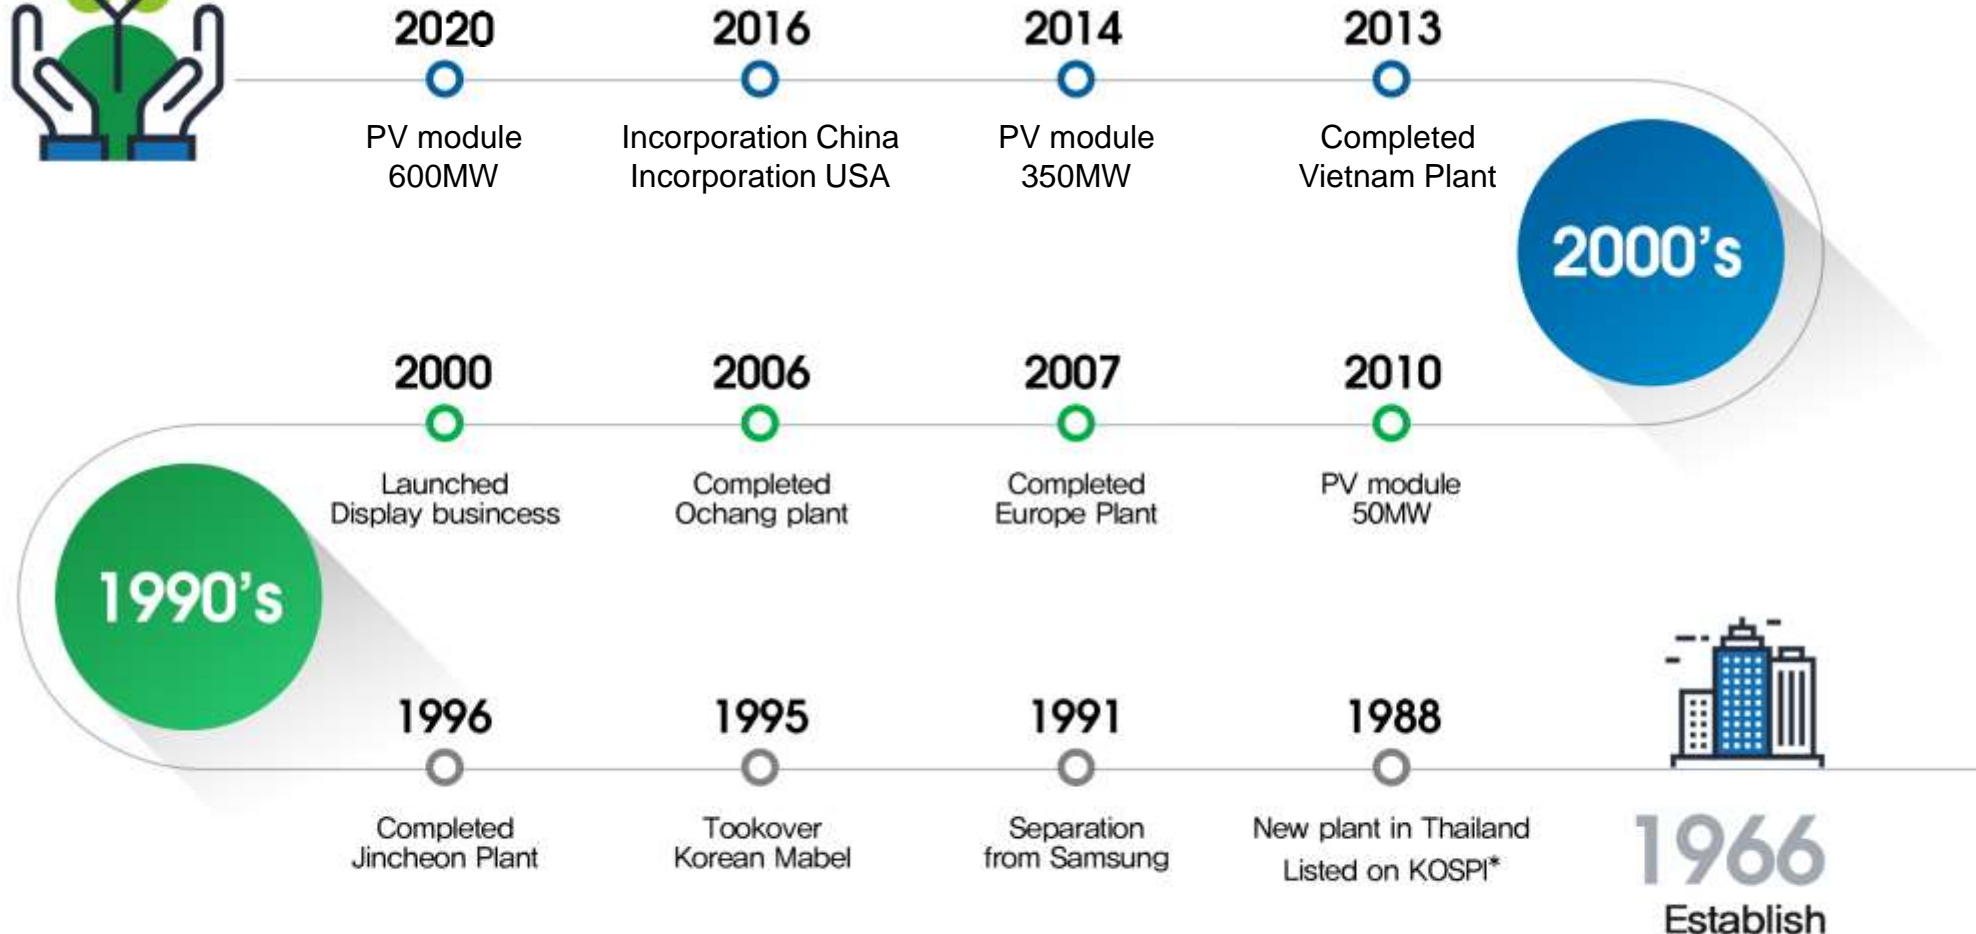 2020
PV module
600MW
2016
Incorporation China
Incorporation USA
2014
PV module
350MW
2013
Completed
Vietnam Plant
2000's
2000
Launched
Display busincess
2006
Completed
Ochang plant
2007
Completed
Europe Plant
2010
PV module
50MW
1990's
1996
Completed
Jincheon Plant
1995
Tookover
Korean Mabel
1991
Separation
from Samsung
1988
New plant in Thailand
Listed on KOSPI*
1966
Establish